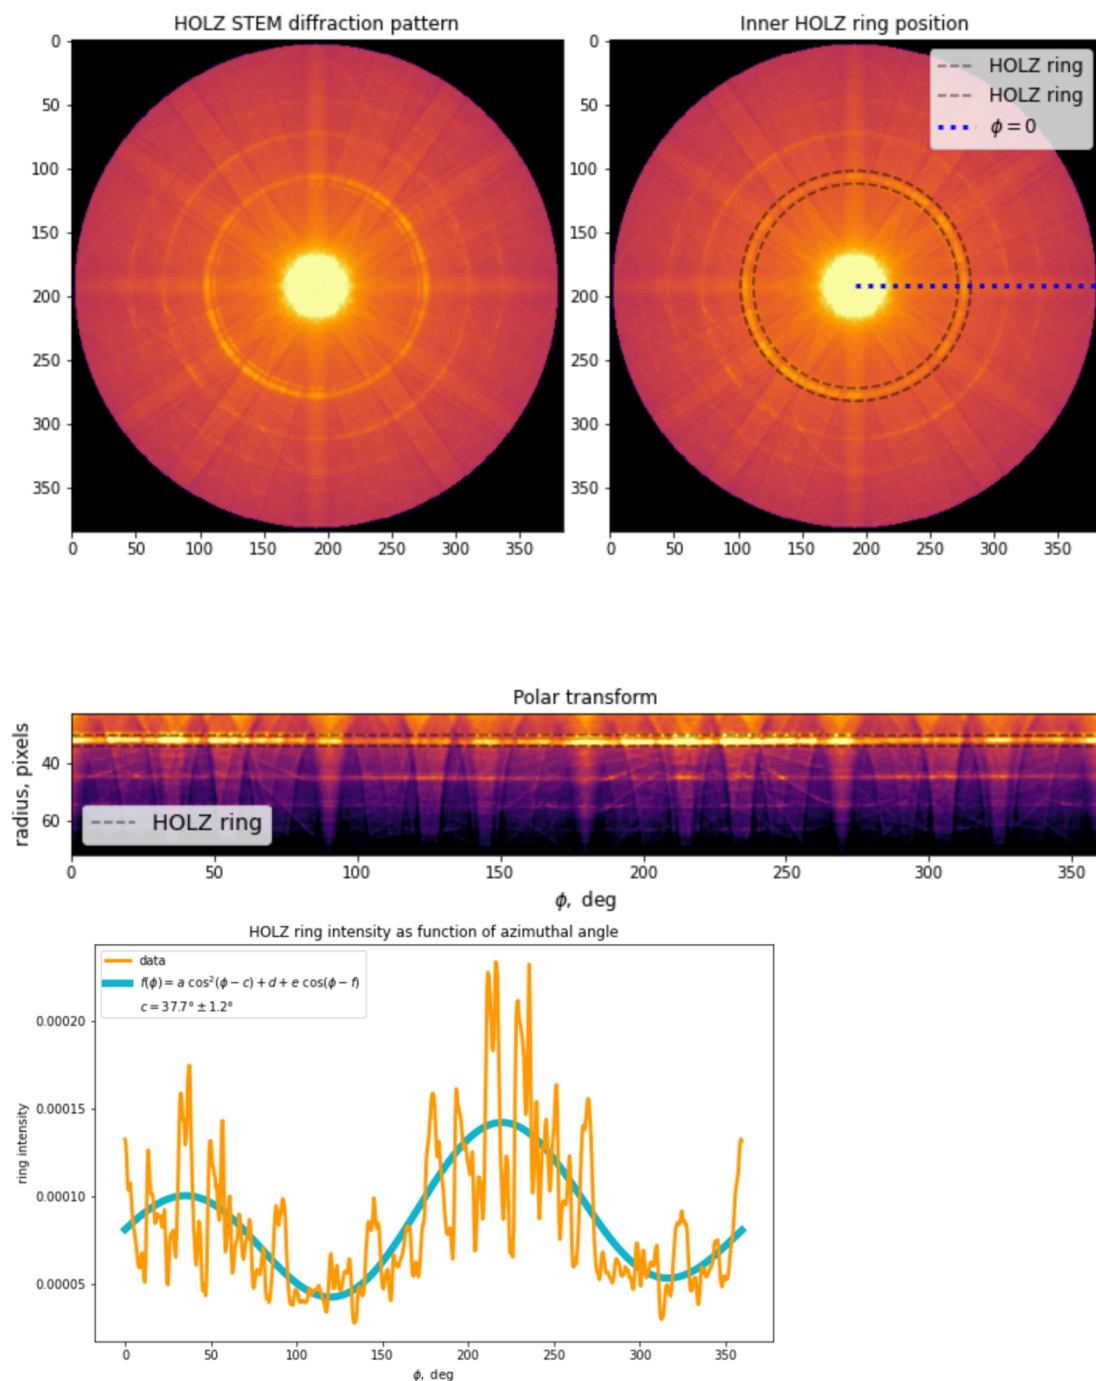 HOLZ STEM diffraction pattern
0
50
100
150
200
250
300
350
0 50 100 150 200 250 300 350
Inner HOLZ ring position
HOLZ ring
HOLZ ring
ϕ = 0
0
50
100
150
200
250
300
350
0 50 100 150 200 250 300 350
Polar transform
radius, pixels
40
60
HOLZ ring
0 50 100 150 200 250 300 350
ϕ, deg
HOLZ ring intensity as function of azimuthal angle
data
f(ϕ) = a cos²(ϕ − c) + d + e cos(ϕ − f)
c = 37.7° ± 1.2°
ring intensity
0.00020
0.00015
0.00010
0.00005
0 50 100 150 200 250 300 350
ϕ, deg